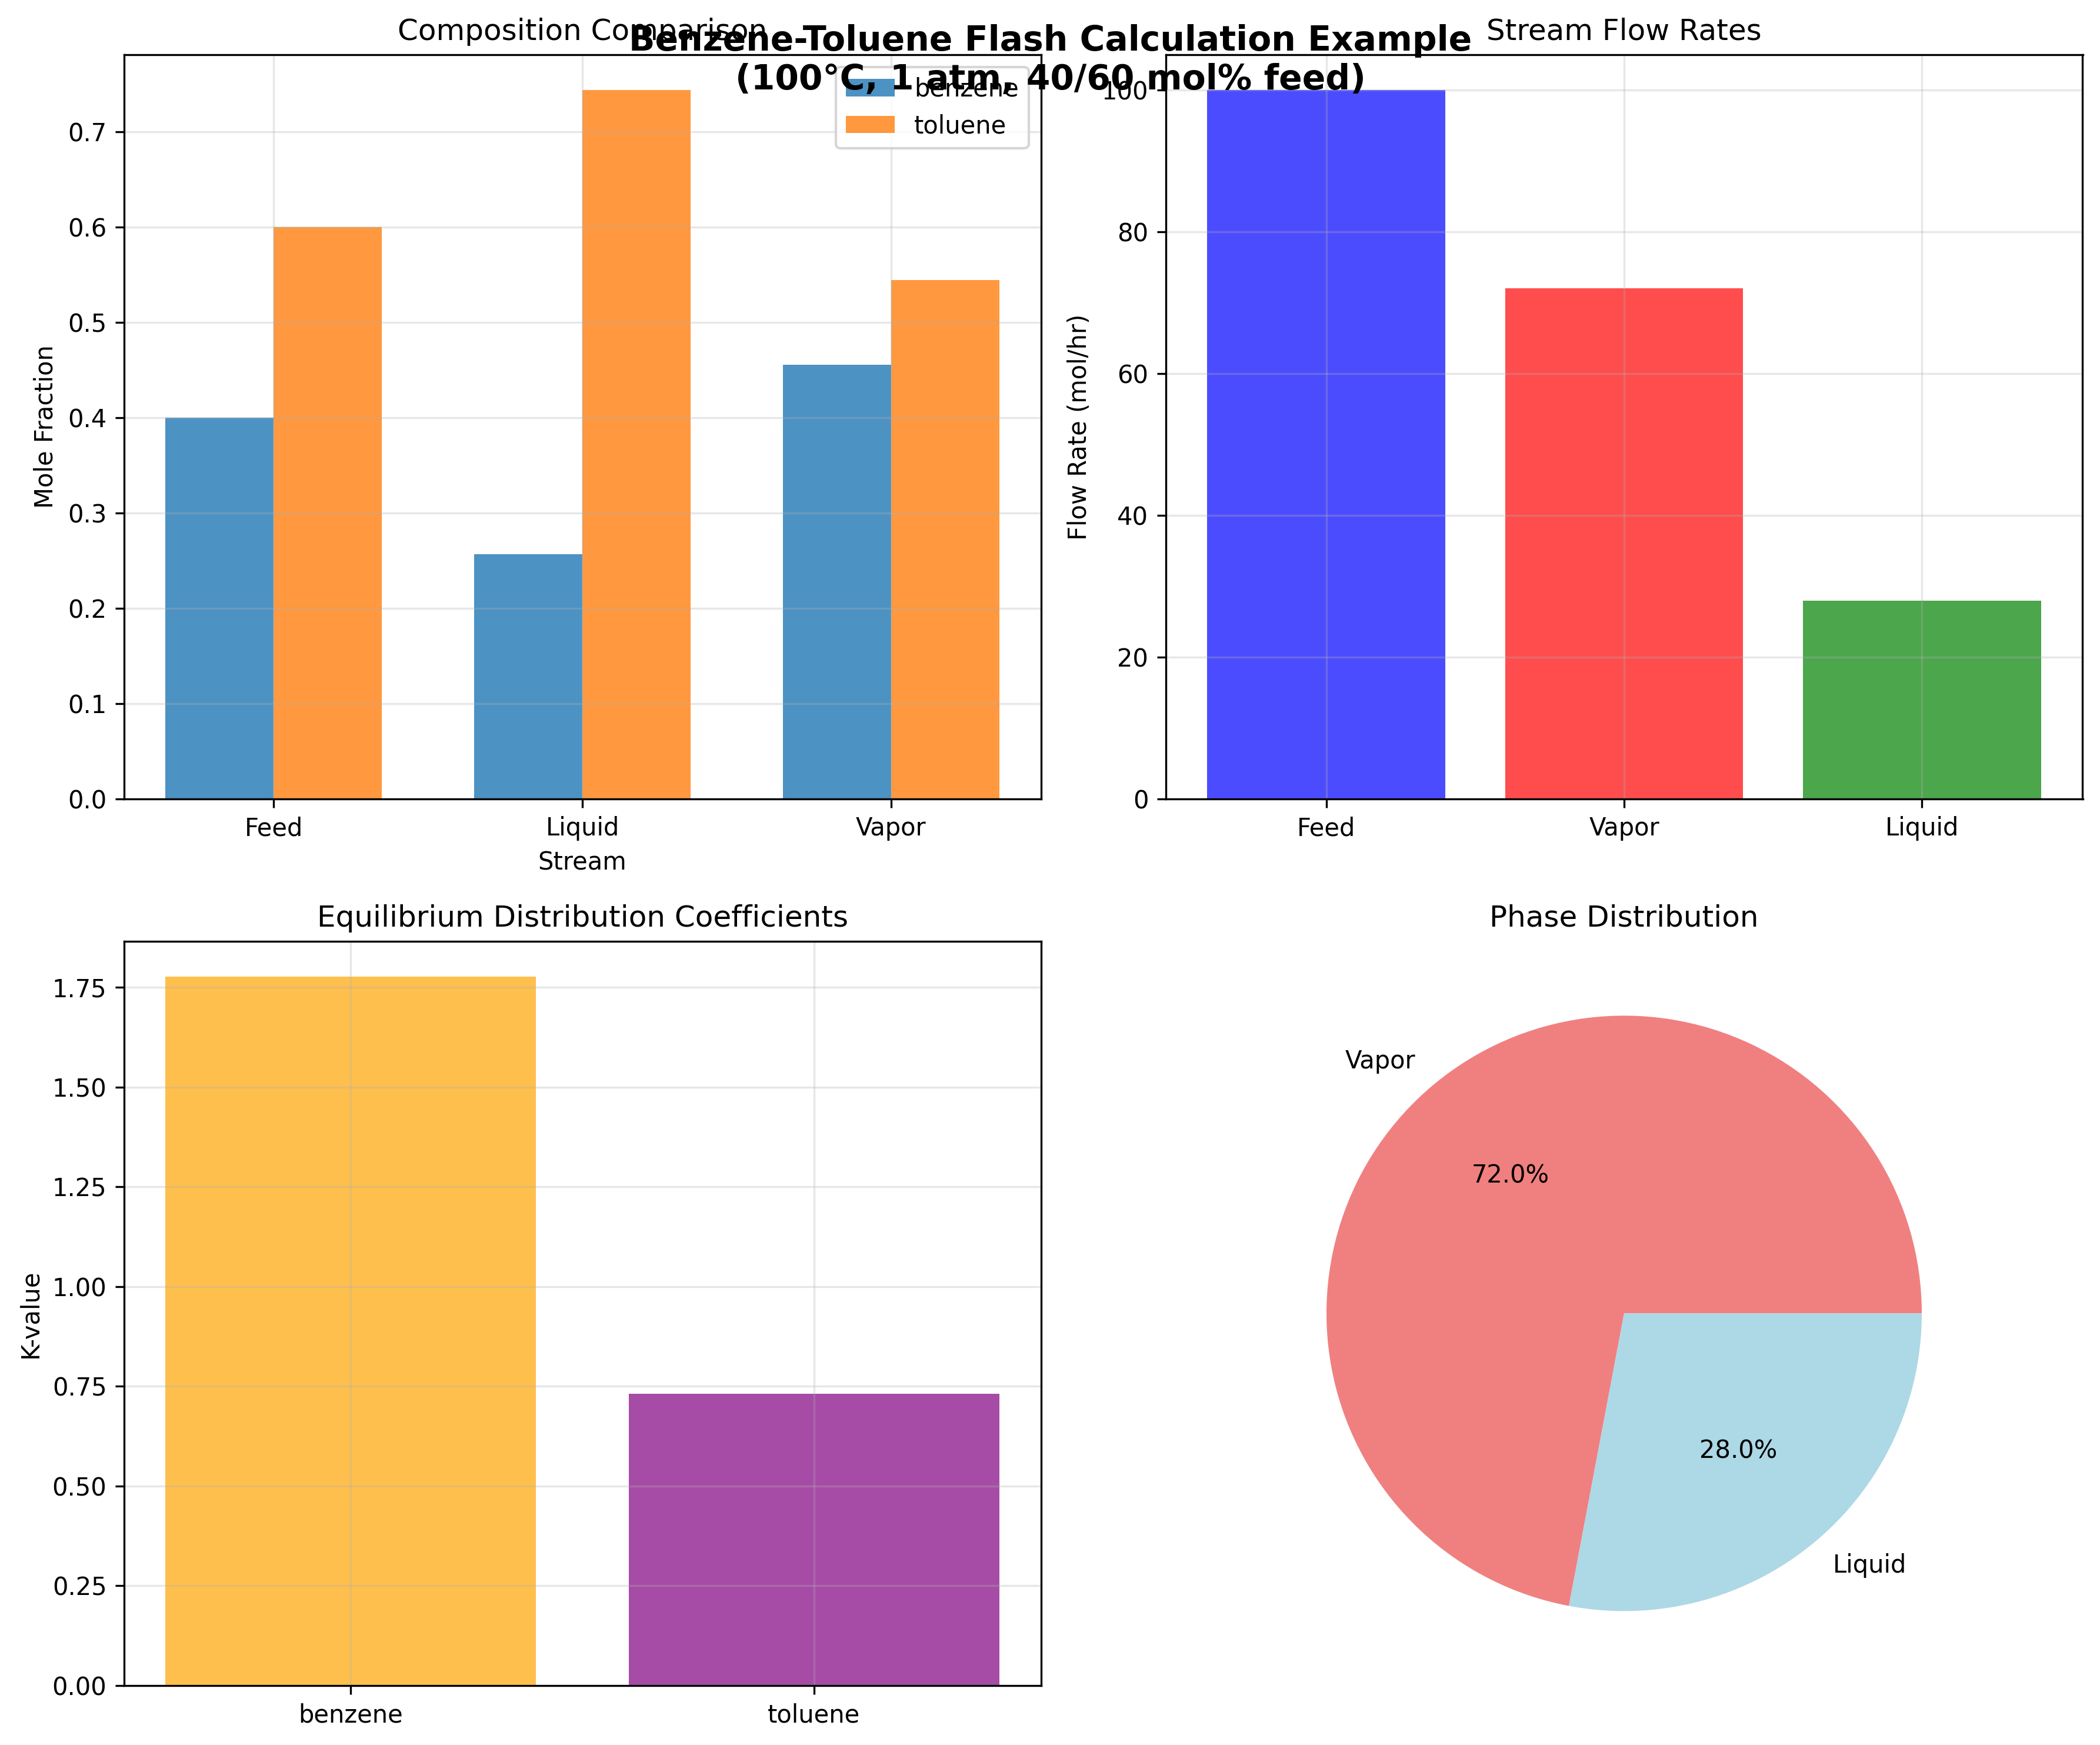 Benzene-Toluene Flash Calculation Example
(100°C, 1 atm, 40/60 mol% feed)
Composition Comparison
benzene
toluene
Mole Fraction
0.7
0.6
0.5
0.4
0.3
0.2
0.1
0.0
Feed
Liquid
Vapor
Stream
Stream Flow Rates
Flow Rate (mol/hr)
100
80
60
40
20
0
Feed
Vapor
Liquid
Equilibrium Distribution Coefficients
K-value
1.75
1.50
1.25
1.00
0.75
0.50
0.25
0.00
benzene
toluene
Phase Distribution
Vapor
72.0%
28.0%
Liquid